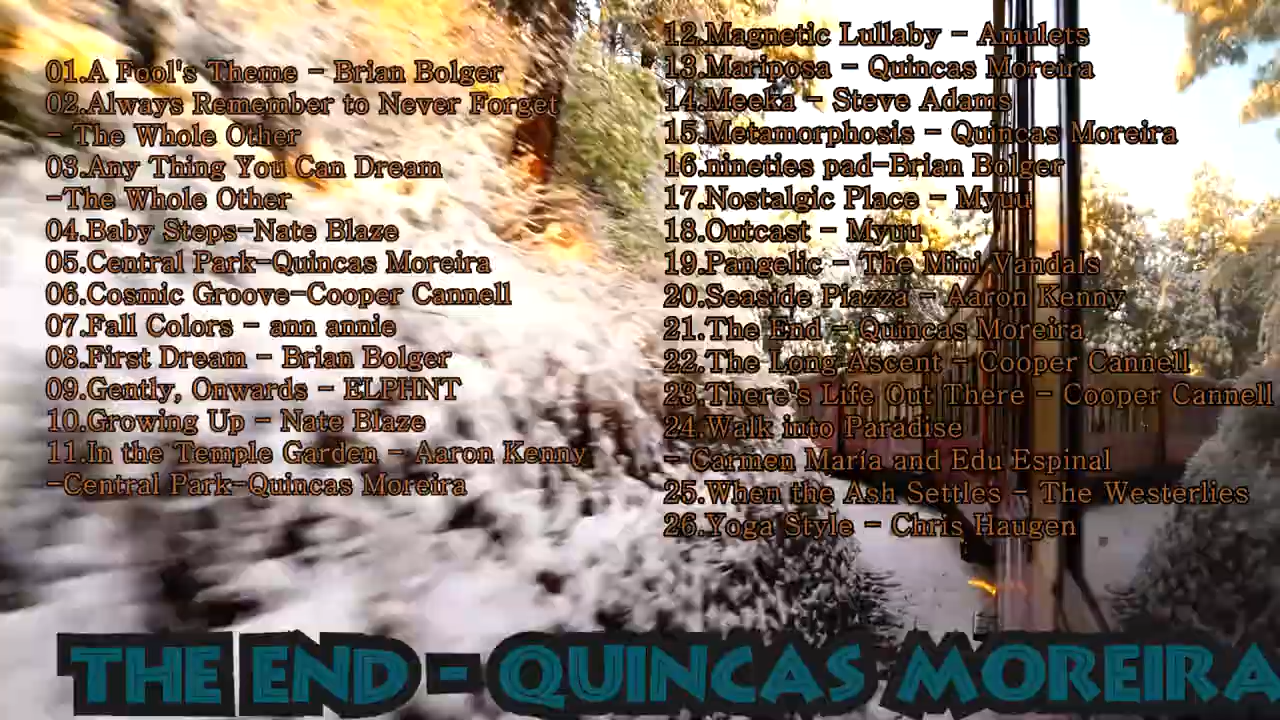 01.A Fool's Theme - Brian Bolger
02.Always Remember to Never Forget
- The Whole Other
03.Any Thing You Can Dream
-The Whole Other
04.Baby Steps-Nate Blaze
05.Central Park-Quincas Moreira
06.Cosmic Groove-Cooper Cannell
07.Fall Colors - ann annie
08.First Dream - Brian Bolger
09.Gently, Onwards - ELPHNT
10.Growing Up - Nate Blaze
11.In the Temple Garden - Aaron Kenny
-Central Park-Quincas Moreira
12.Magnetic Lullaby - Amulets
13.Mariposa - Quincas Moreira
14.Meeka - Steve Adams
15.Metamorphosis - Quincas Moreira
16.nineties pad-Brian Bolger
17.Nostalgic Place - Myuu
18.Outcast - Myuu
19.Pangelic - The Mini Vandals
20.Seaside Piazza - Aaron Kenny
21.The End - Quincas Moreira
22.The Long Ascent - Cooper Cannell
23.There's Life Out There - Cooper Cannell
24.Walk into Paradise
- Carmen María and Edu Espinal
25.When the Ash Settles - The Westerlies
26.Yoga Style - Chris Haugen
THE END - QUINCAS MOREIRA